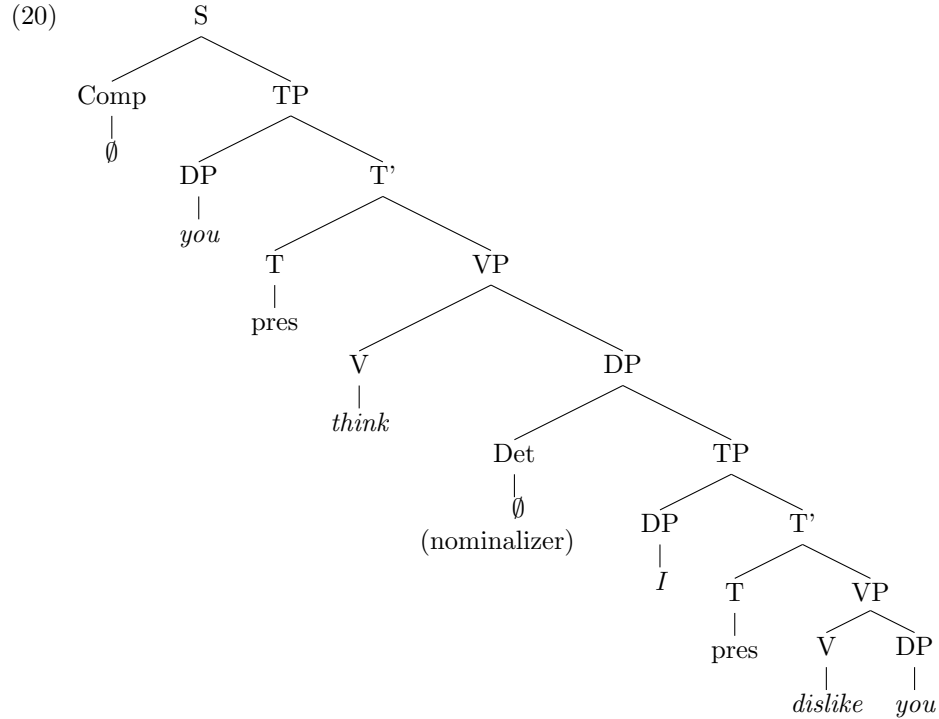 (20)
S
Comp TP
∅
DP T’
you
T VP
pres
V DP
think
Det TP
∅
(nominalizer)
DP T’
I
T VP
pres
V DP
dislike you